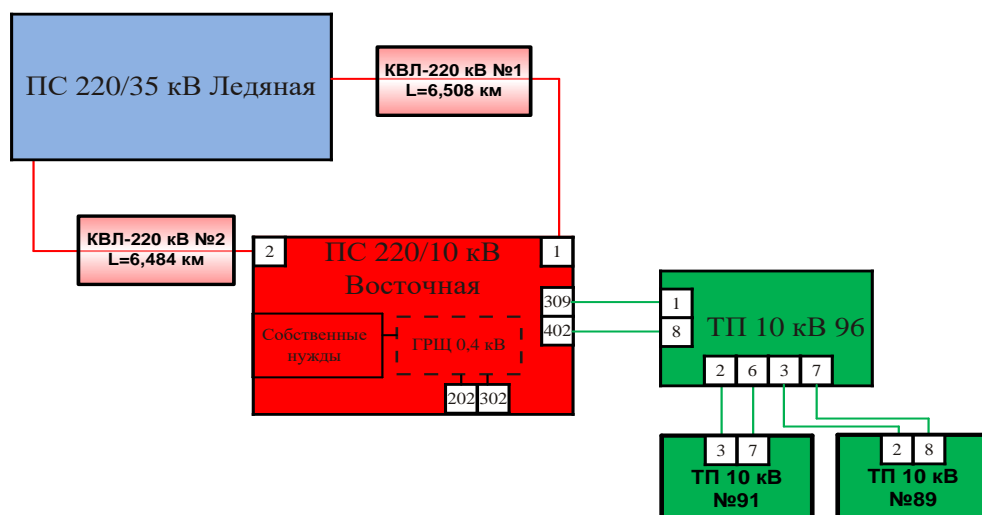 ПС 220/35 кВ Ледяная
КВЛ-220 кВ №1
L=6,508 км
КВЛ-220 кВ №2
L=6,484 км
2
ПС 220/10 кВ
Восточная
1
309
402
Собственные
нужды
ГРЩ 0,4 кВ
202 302
1
8
ТП 10 кВ 96
2 6 3 7
3 7
ТП 10 кВ
№91
2 8
ТП 10 кВ
№89